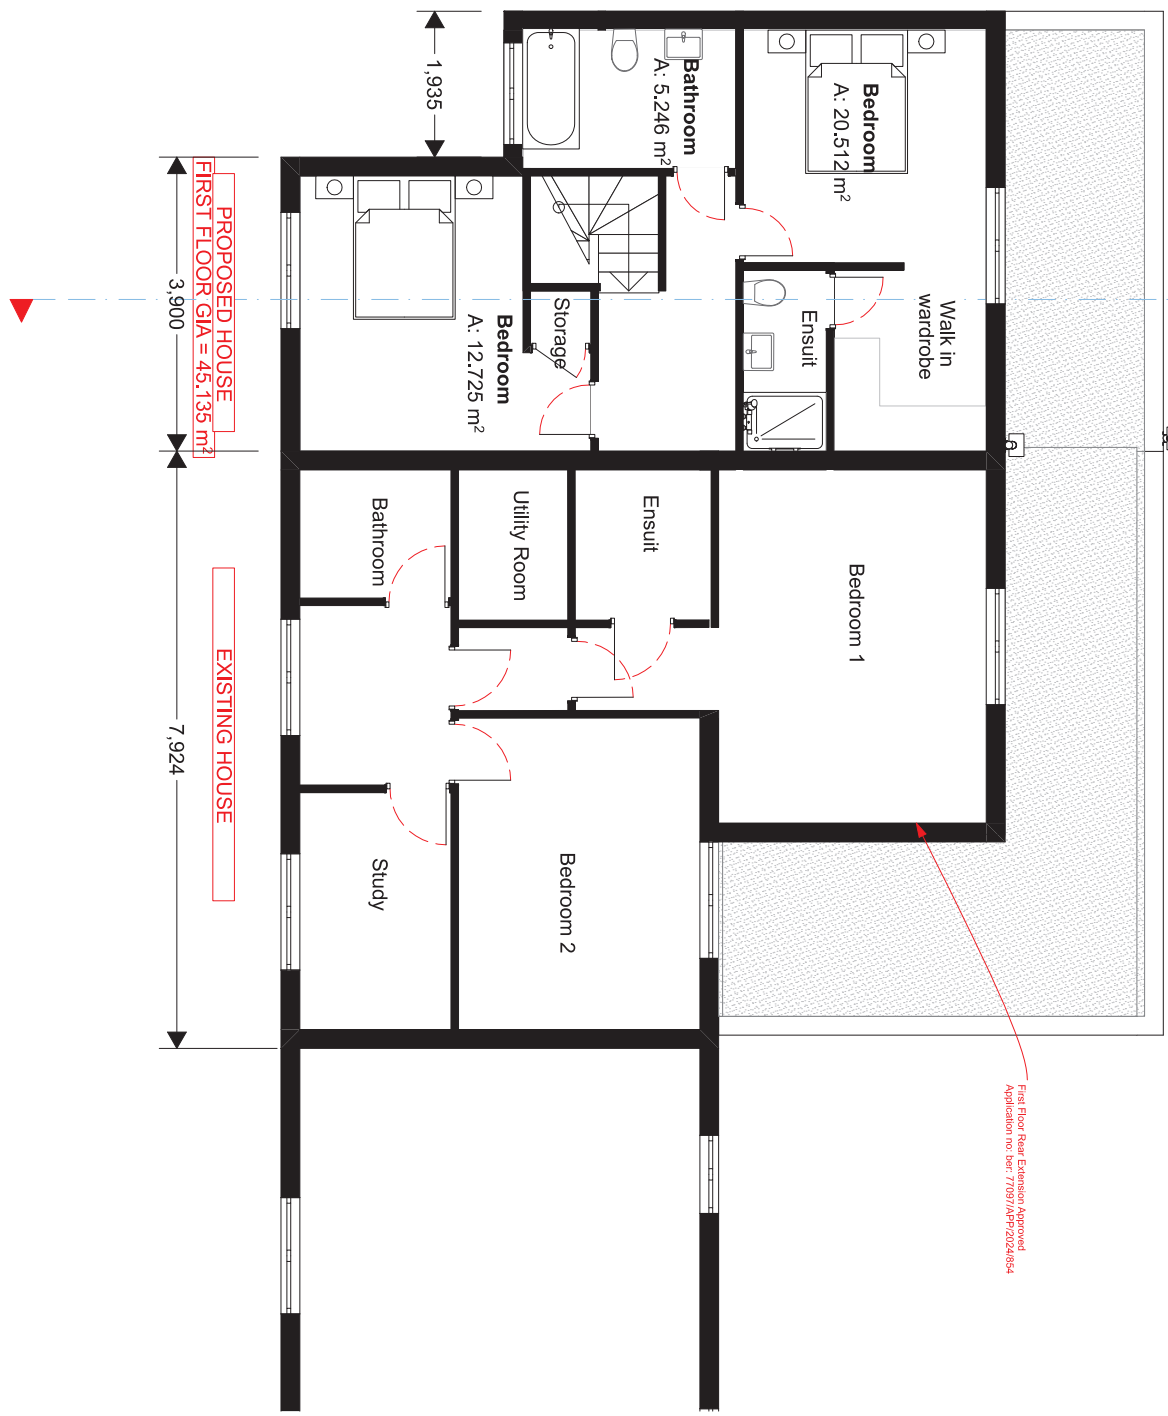 1,935
3,900
7,924
PROPOSED HOUSE
FIRST FLOOR GIA = 45.135 m²
EXISTING HOUSE
Bathroom
A: 5.246 m²
Bedroom
A: 20.512 m²
Bedroom
A: 12.725 m²
Storage
Ensuit
Walk in
wardrobe
Bathroom
Utility Room
Ensuit
Bedroom 1
Study
Bedroom 2
First Floor Rear Extension Approved
Application no: ber: 77097/APP/2024/854